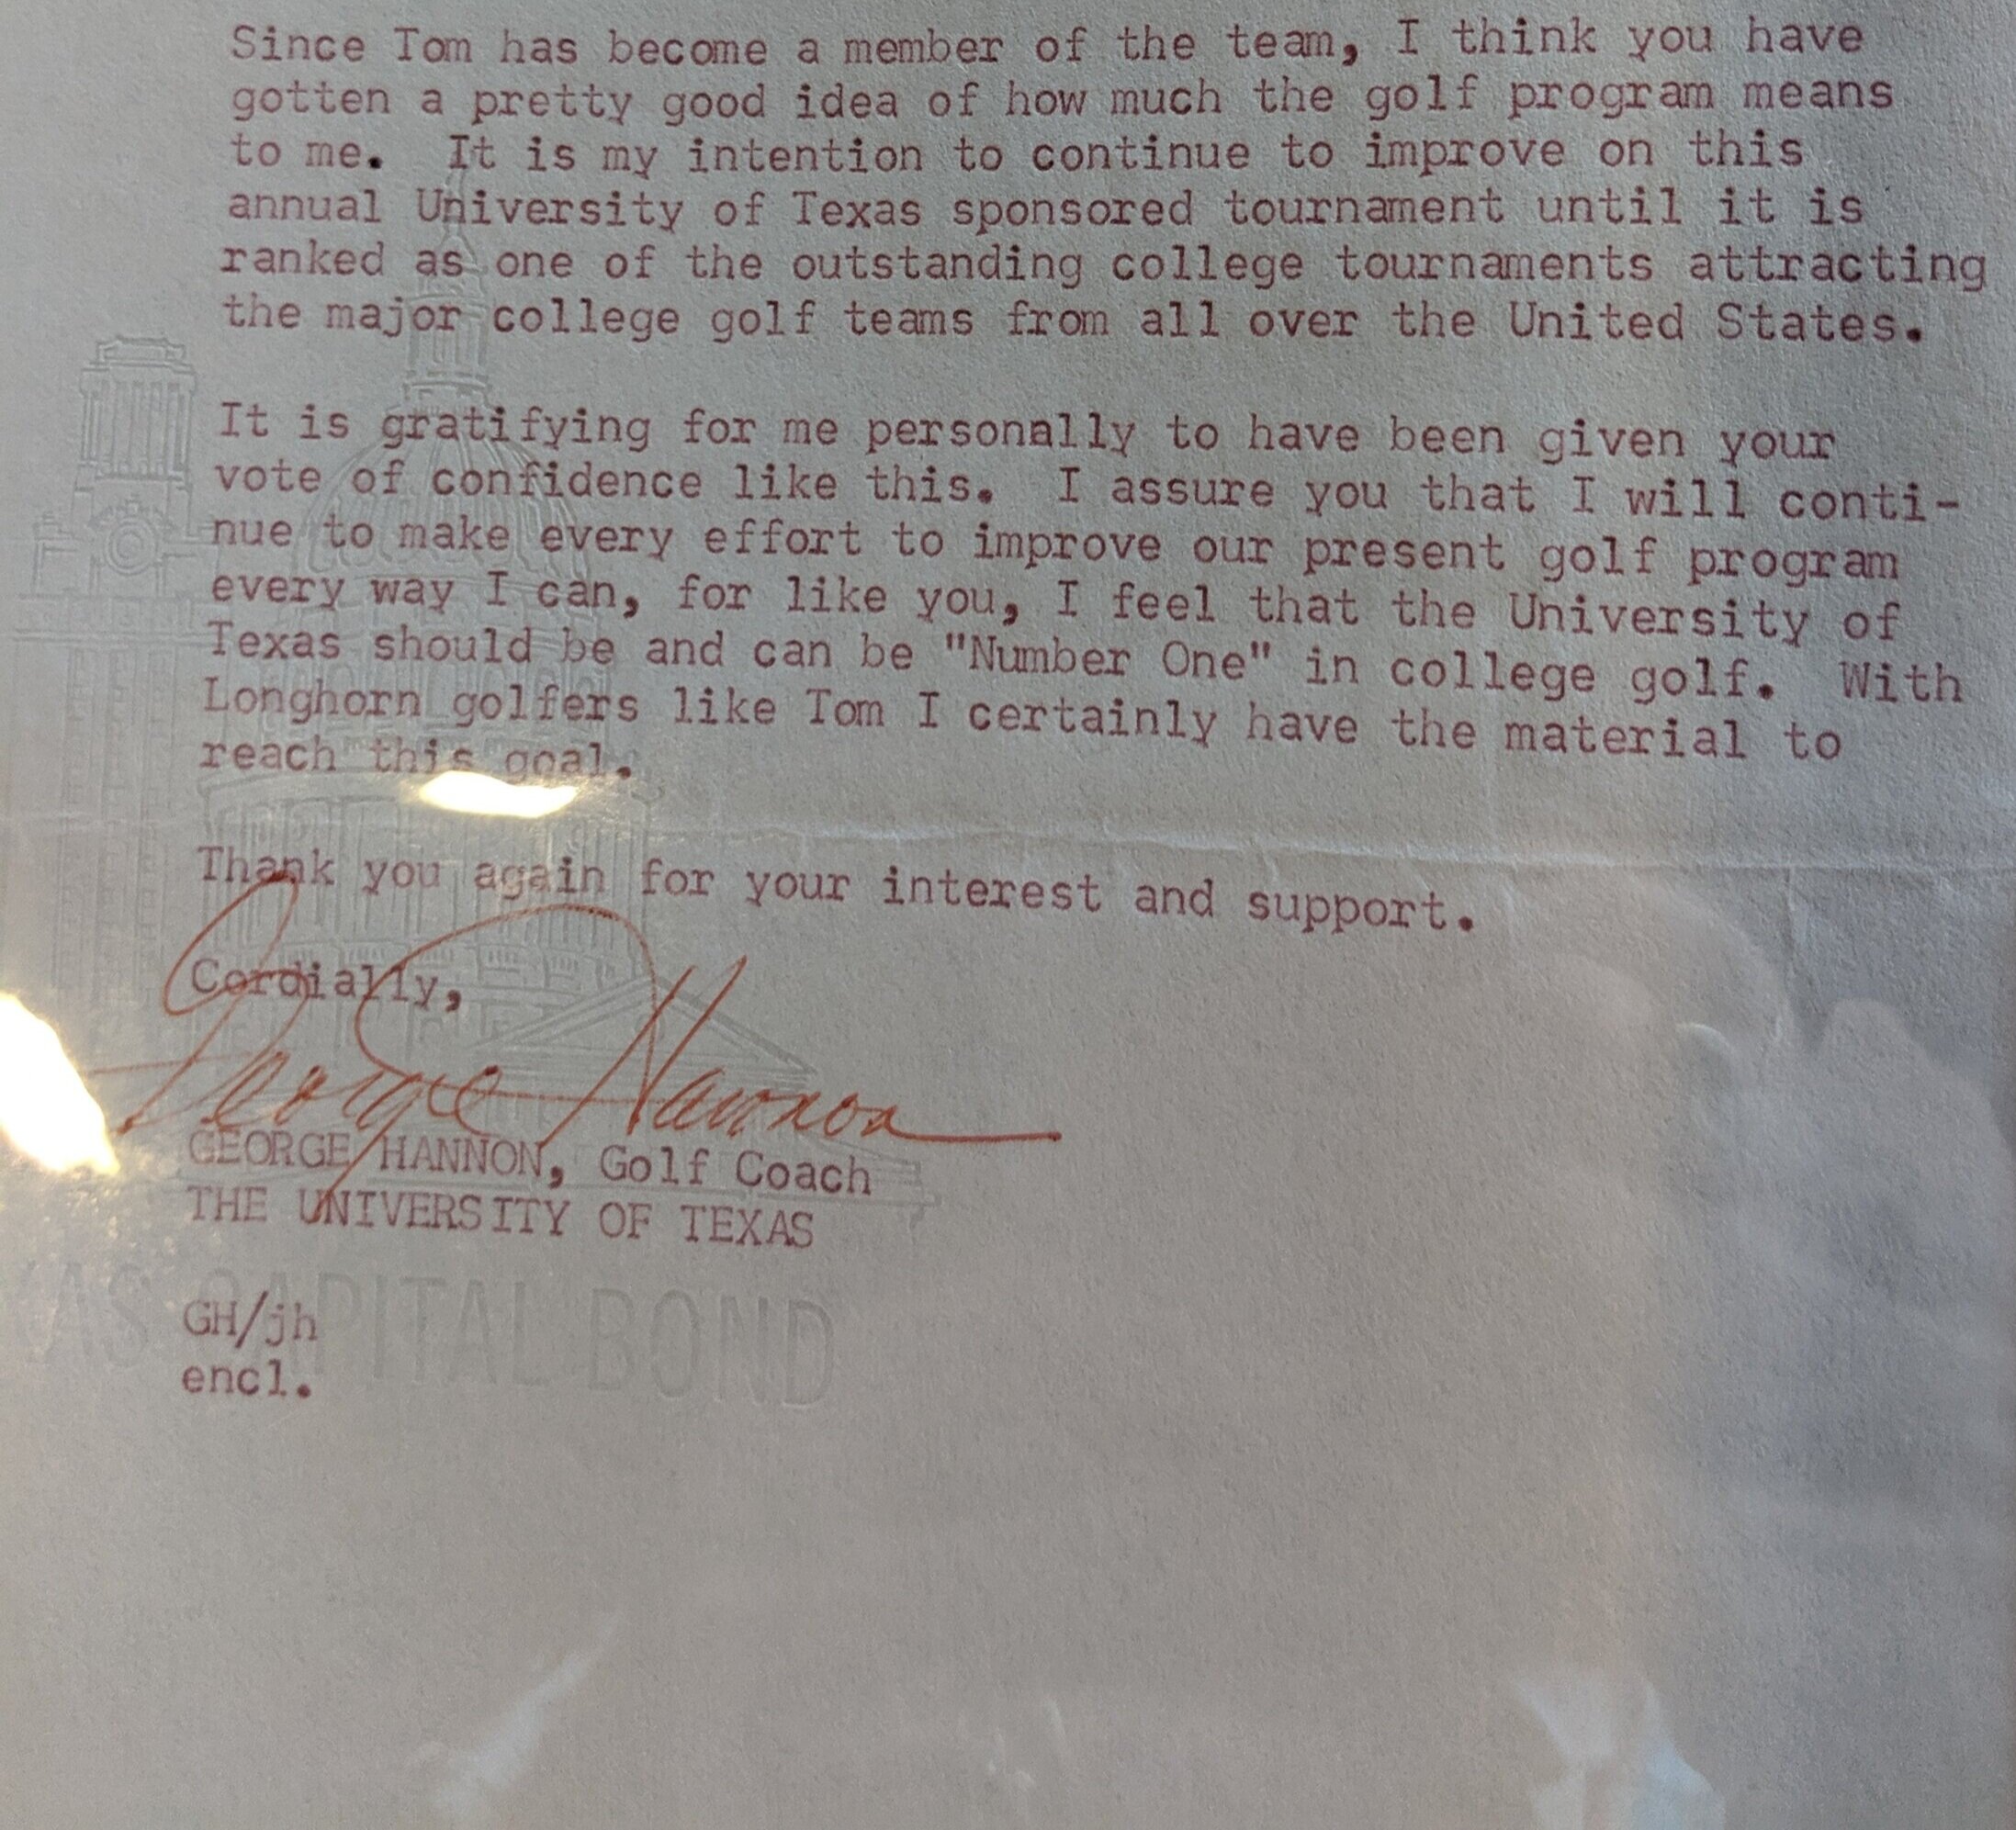 Since Tom has become a member of the team, I think you have
gotten a pretty good idea of how much the golf program means
to me.  It is my intention to continue to improve on this
annual University of Texas sponsored tournament until it is
ranked as one of the outstanding college tournaments attracting
the major college golf teams from all over the United States.
It is gratifying for me personally to have been given your
vote of confidence like this.  I assure you that I will conti-
nue to make every effort to improve our present golf program
every way I can, for like you, I feel that the University of
Texas should be and can be "Number One" in college golf.  With
Longhorn golfers like Tom I certainly have the material to
reach this goal.
Thank you again for your interest and support.
Cordially,
George Hannon
GEORGE HANNON, Golf Coach
THE UNIVERSITY OF TEXAS
AS CAPITAL BOND
GH/jh
encl.